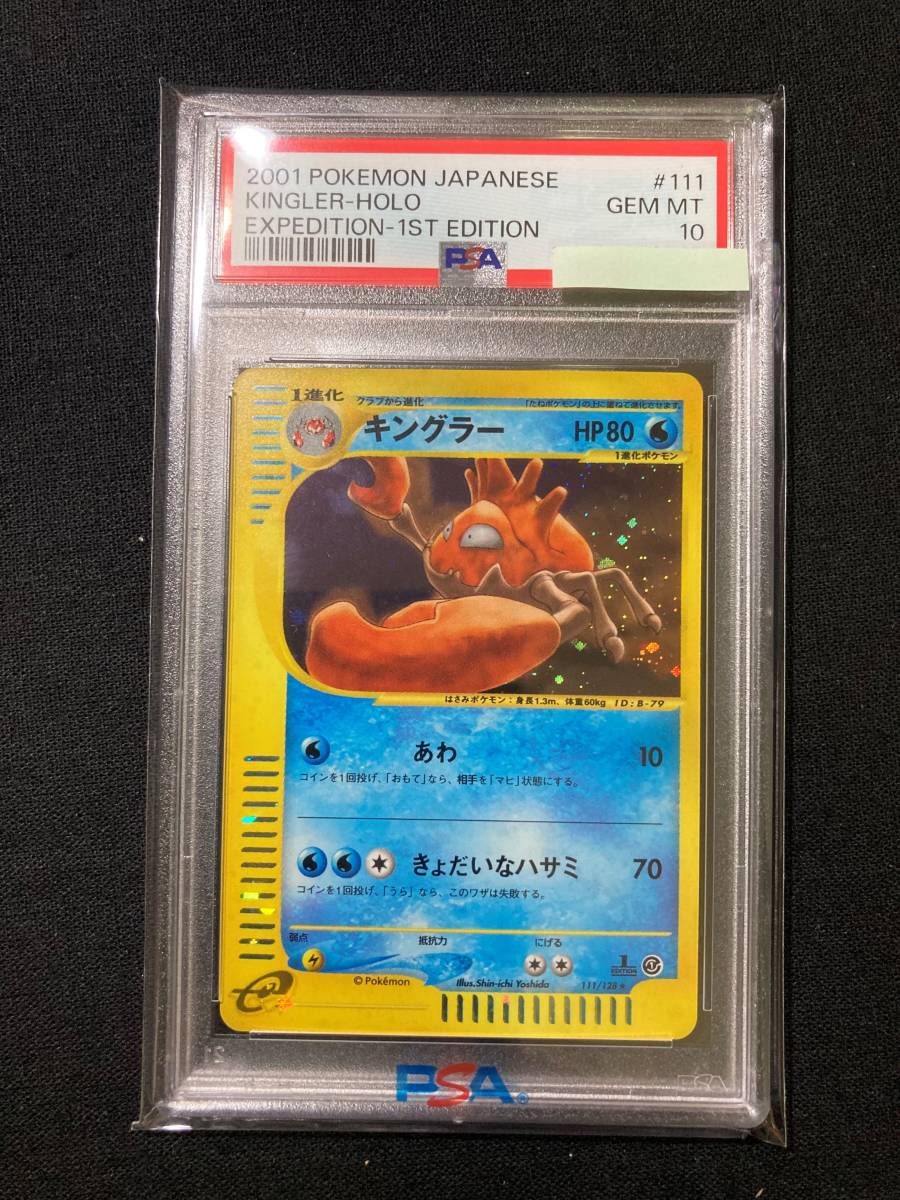 2001 POKEMON JAPANESE #111
KINGLER-HOLO GEM MT
EXPEDITION-1ST EDITION 10
PSA
1進化
クラブから進化 「たねポケモン」の上に重ねて進化させます。
キングラー HP80
1進化ポケモン
はさみポケモン：身長1.3m、体重60kg ID:B-79
あわ 10
コインを1回投げ、「おもて」なら、相手を「マヒ」状態にする。
きょだいなハサミ 70
コインを1回投げ、「うら」なら、このワザは失敗する。
弱点 抵抗力 にげる
1
EDITION
©Pokémon Illus.Shin-ichi Yoshida 111/128★
e
PSA®
PSA